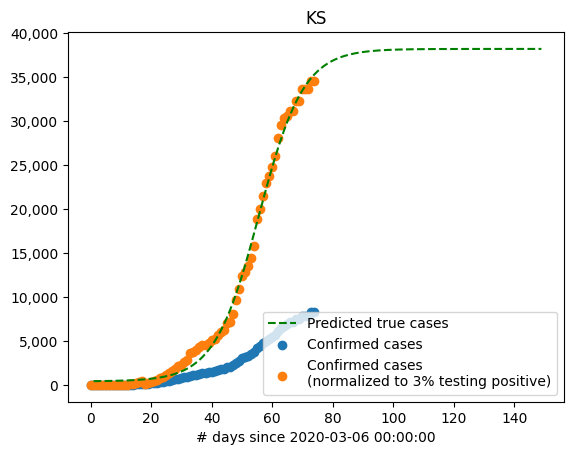 KS
40,000
35,000
30,000
25,000
20,000
15,000
10,000
5,000
0
Predicted true cases
Confirmed cases
Confirmed cases
(normalized to 3% testing positive)
0 20 40 60 80 100 120 140
# days since 2020-03-06 00:00:00